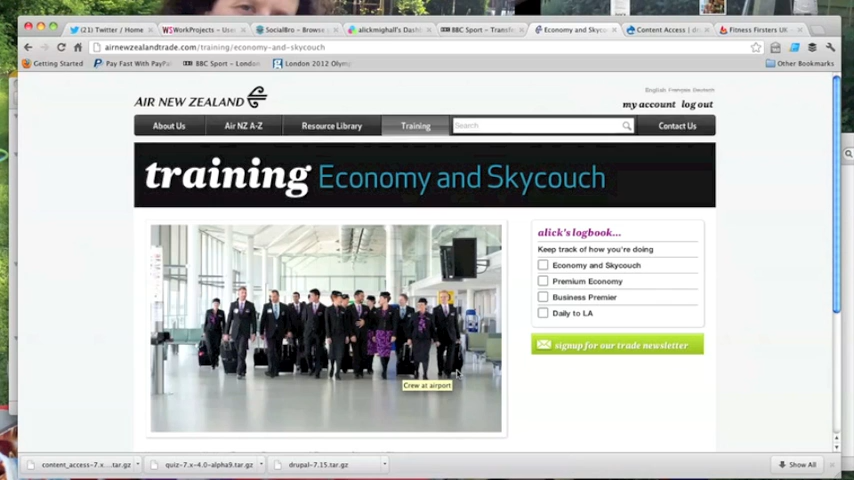 (21) Twitter / Home
WorkProjects – User
SocialBro – Browse
alickmighall's Dashl
BBC Sport – Transfe
Economy and Skyco
Content Access | d
Fitness Firsters UK –
airnewzealandtrade.com/training/economy-and-skycouch
Getting Started
Pay Fast With PayPa
BBC Sport – London
London 2012 Olymp
Other Bookmarks
AIR NEW ZEALAND
English Français Deutsch
my account log out
About Us
Air NZ A-Z
Resource Library
Training
Search
Contact Us
training Economy and Skycouch
alick's logbook...
Keep track of how you're doing
Economy and Skycouch
Premium Economy
Business Premier
Daily to LA
signup for our trade newsletter
Crew at airport
content_access-7.x....tar.gz
quiz-7.x-4.0-alpha9.tar.gz
drupal-7.15.tar.gz
Show All